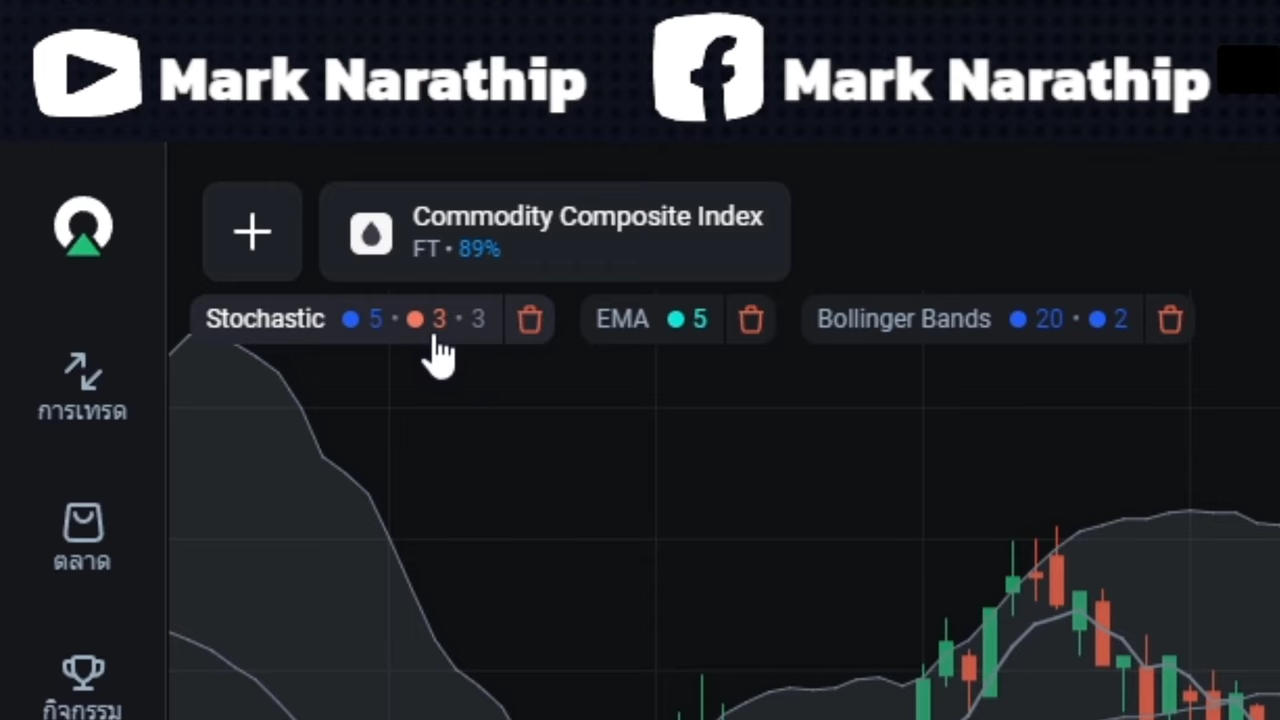 Mark Narathip
Mark Narathip
Commodity Composite Index
FT • 89%
Stochastic 5 • 3 • 3
EMA 5
Bollinger Bands 20 • 2
การเทรด
ตลาด
กิจกรรม